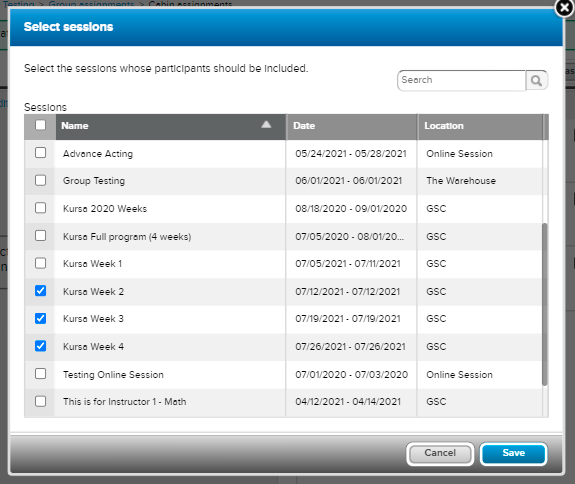 Testing > Group assignments > Cabin assignments
Select sessions
Select the sessions whose participants should be included.
Search
Sessions
Name Date Location
Advance Acting 05/24/2021 - 05/28/2021 Online Session
Group Testing 06/01/2021 - 06/01/2021 The Warehouse
Kursa 2020 Weeks 08/18/2020 - 09/01/2020 GSC
Kursa Full program (4 weeks) 07/05/2020 - 08/01/20... GSC
Kursa Week 1 07/05/2021 - 07/11/2021 GSC
Kursa Week 2 07/12/2021 - 07/12/2021 GSC
Kursa Week 3 07/19/2021 - 07/19/2021 GSC
Kursa Week 4 07/26/2021 - 07/26/2021 GSC
Testing Online Session 07/01/2020 - 07/03/2020 Online Session
This is for Instructor 1 - Math 04/12/2021 - 04/14/2021 GSC
Cancel Save